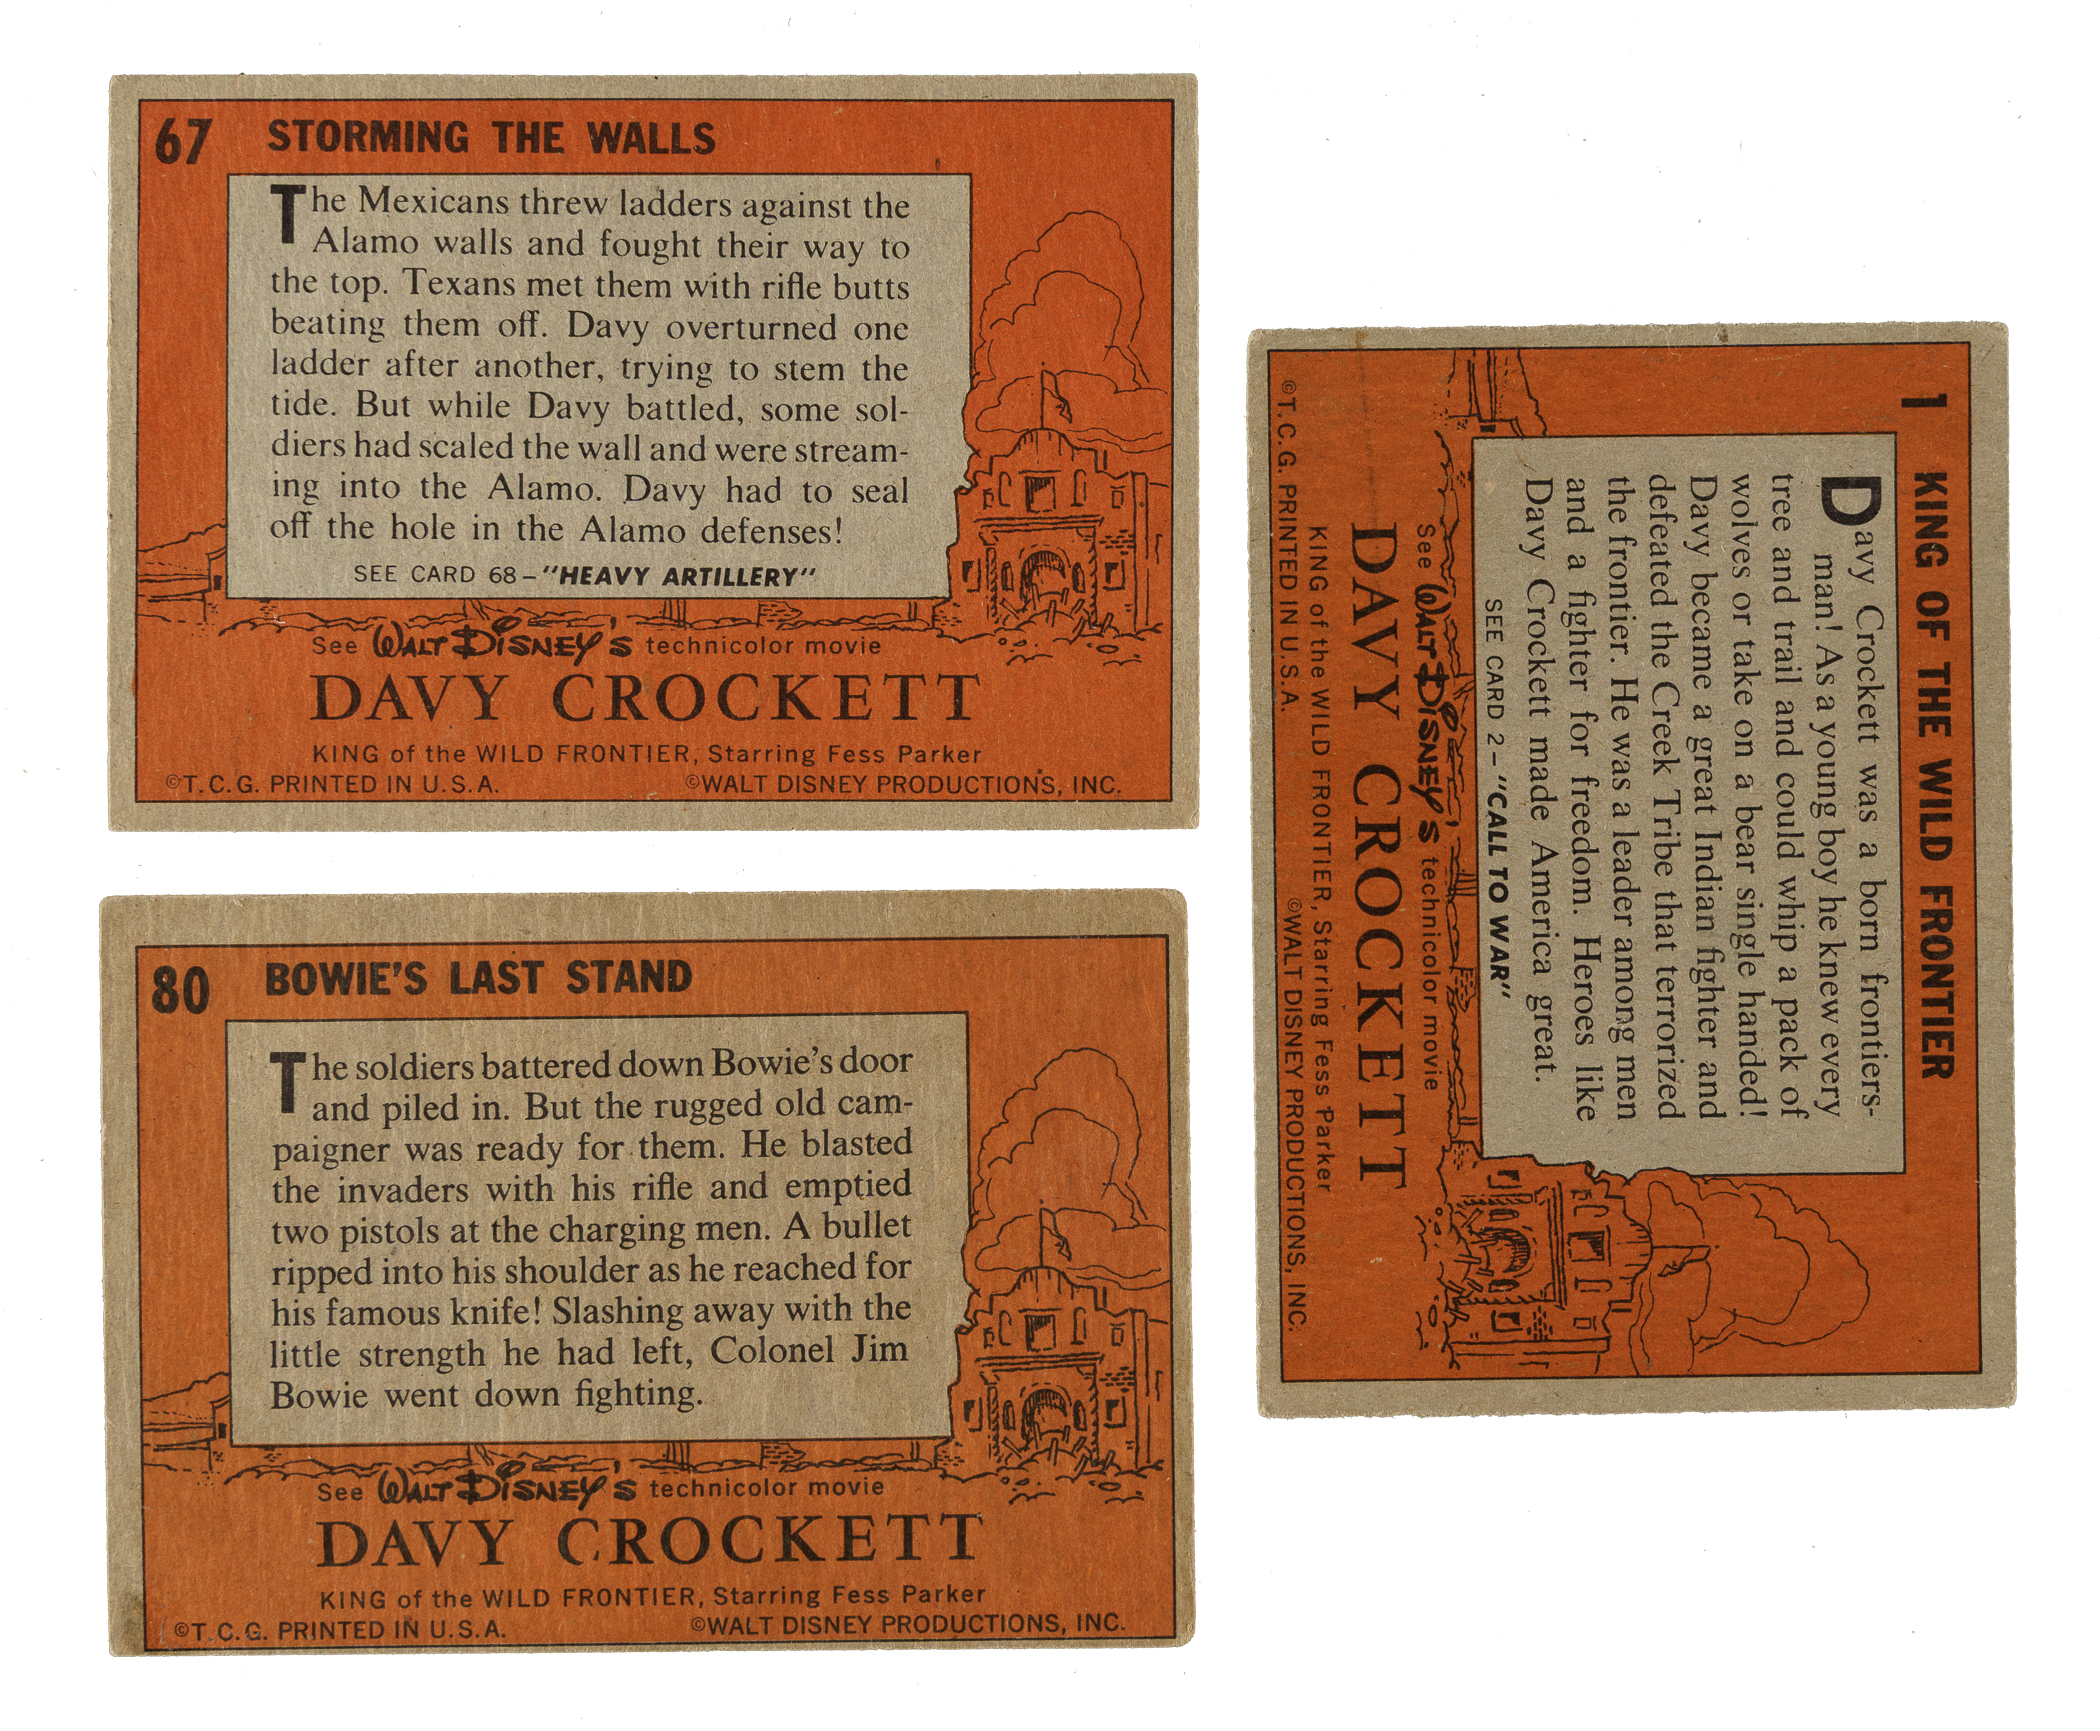 67 STORMING THE WALLS
The Mexicans threw ladders against the
Alamo walls and fought their way to
the top. Texans met them with rifle butts
beating them off. Davy overturned one
ladder after another, trying to stem the
tide. But while Davy battled, some sol-
diers had scaled the wall and were stream-
ing into the Alamo. Davy had to seal
off the hole in the Alamo defenses!
SEE CARD 68–"HEAVY ARTILLERY"
See WALT DISNEY'S technicolor movie
DAVY CROCKETT
KING of the WILD FRONTIER, Starring Fess Parker
©T.C.G. PRINTED IN U.S.A. ©WALT DISNEY PRODUCTIONS, INC.
80 BOWIE'S LAST STAND
The soldiers battered down Bowie's door
and piled in. But the rugged old cam-
paigner was ready for them. He blasted
the invaders with his rifle and emptied
two pistols at the charging men. A bullet
ripped into his shoulder as he reached for
his famous knife! Slashing away with the
little strength he had left, Colonel Jim
Bowie went down fighting.
See WALT DISNEY'S technicolor movie
DAVY CROCKETT
KING of the WILD FRONTIER, Starring Fess Parker
©T.C.G. PRINTED IN U.S.A. ©WALT DISNEY PRODUCTIONS, INC.
1 KING OF THE WILD FRONTIER
Davy Crockett was a born frontiers-
man! As a young boy he knew every
tree and trail and could whip a pack of
wolves or take on a bear single handed!
Davy became a great Indian fighter and
defeated the Creek Tribe that terrorized
the frontier. He was a leader among men
and a fighter for freedom. Heroes like
Davy Crockett made America great.
SEE CARD 2–"CALL TO WAR"
See WALT DISNEY'S technicolor movie
DAVY CROCKETT
KING of the WILD FRONTIER, Starring Fess Parker
©T.C.G. PRINTED IN U.S.A. ©WALT DISNEY PRODUCTIONS, INC.